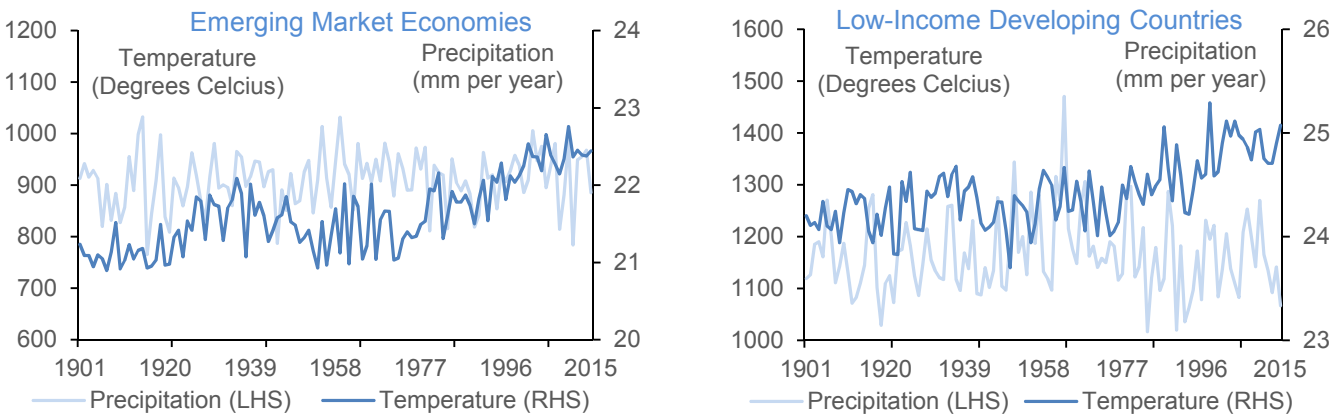 Emerging Market Economies
Temperature
(Degrees Celcius)
Precipitation
(mm per year)
1200
1100
1000
900
800
700
600
24
23
22
21
20
1901 1920 1939 1958 1977 1996 2015
Precipitation (LHS) Temperature (RHS)
Low-Income Developing Countries
Temperature
(Degrees Celcius)
Precipitation
(mm per year)
1600
1500
1400
1300
1200
1100
1000
26
25
24
23
1901 1920 1939 1958 1977 1996 2015
Precipitation (LHS) Temperature (RHS)